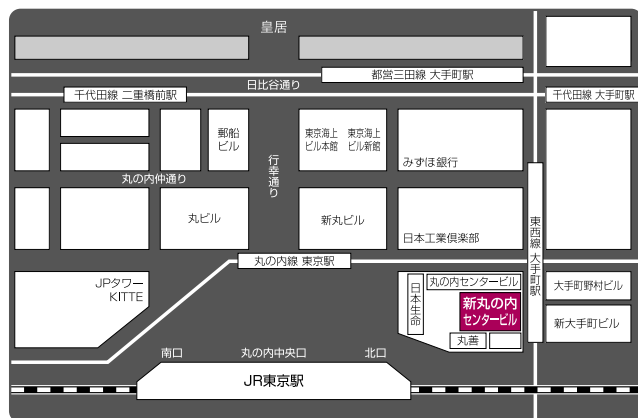 皇居
都営三田線 大手町駅
日比谷通り
千代田線 二重橋前駅
千代田線 大手町駅
郵船
ビル
東京海上
ビル本館
東京海上
ビル新館
みずほ銀行
行幸通り
丸の内仲通り
丸ビル
新丸ビル
日本工業倶楽部
東西線 大手町駅
丸の内線 東京駅
JPタワー
KITTE
日本生命
丸の内センタービル
新丸の内
センタービル
丸善
大手町野村ビル
新大手町ビル
南口
丸の内中央口
北口
JR東京駅